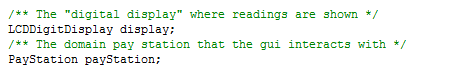 /** The "digital display" where readings are shown */
LCDDigitDisplay display;
/** The domain pay station that the gui interacts with */
PayStation payStation;